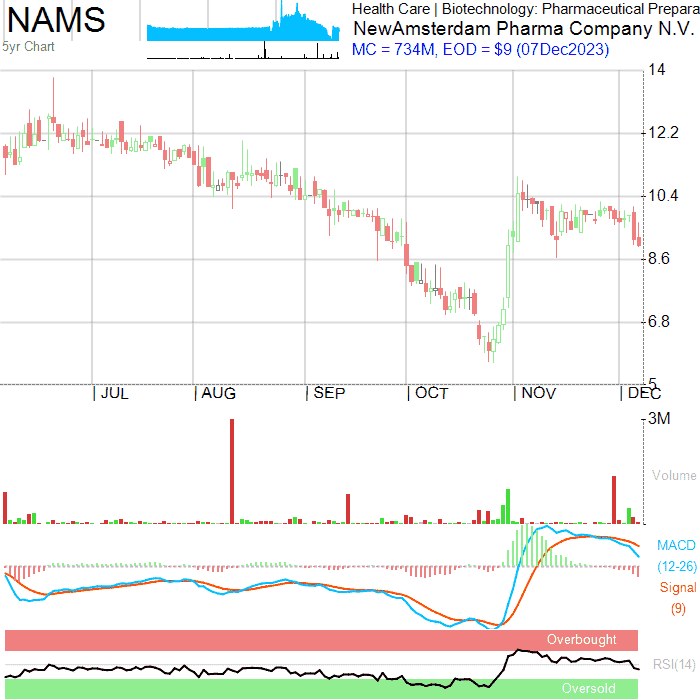 NAMS
5yr Chart
Health Care | Biotechnology: Pharmaceutical Prepara
NewAmsterdam Pharma Company N.V.
MC = 734M, EOD = $9 (07Dec2023)
14
12.2
10.4
8.6
6.8
5
JUL AUG SEP OCT NOV DEC
3M
Volume
MACD
(12-26)
Signal
(9)
Overbought
RSI(14)
Oversold